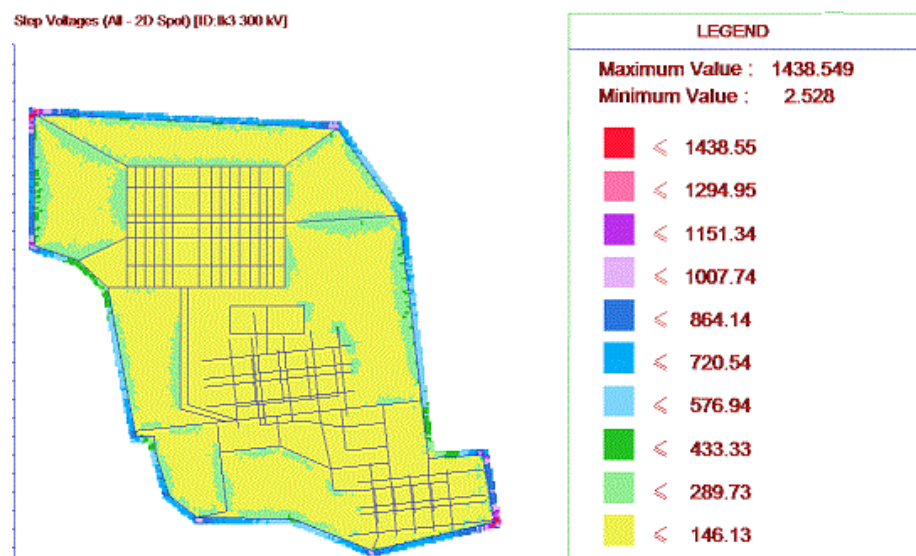 Step Voltages (All - 2D Spot) [ID:Ik3 300 kV]
LEGEND
Maximum Value : 1438.549
Minimum Value : 2.528
⩽ 1438.55
⩽ 1294.95
⩽ 1151.34
⩽ 1007.74
⩽ 864.14
⩽ 720.54
⩽ 576.94
⩽ 433.33
⩽ 289.73
⩽ 146.13